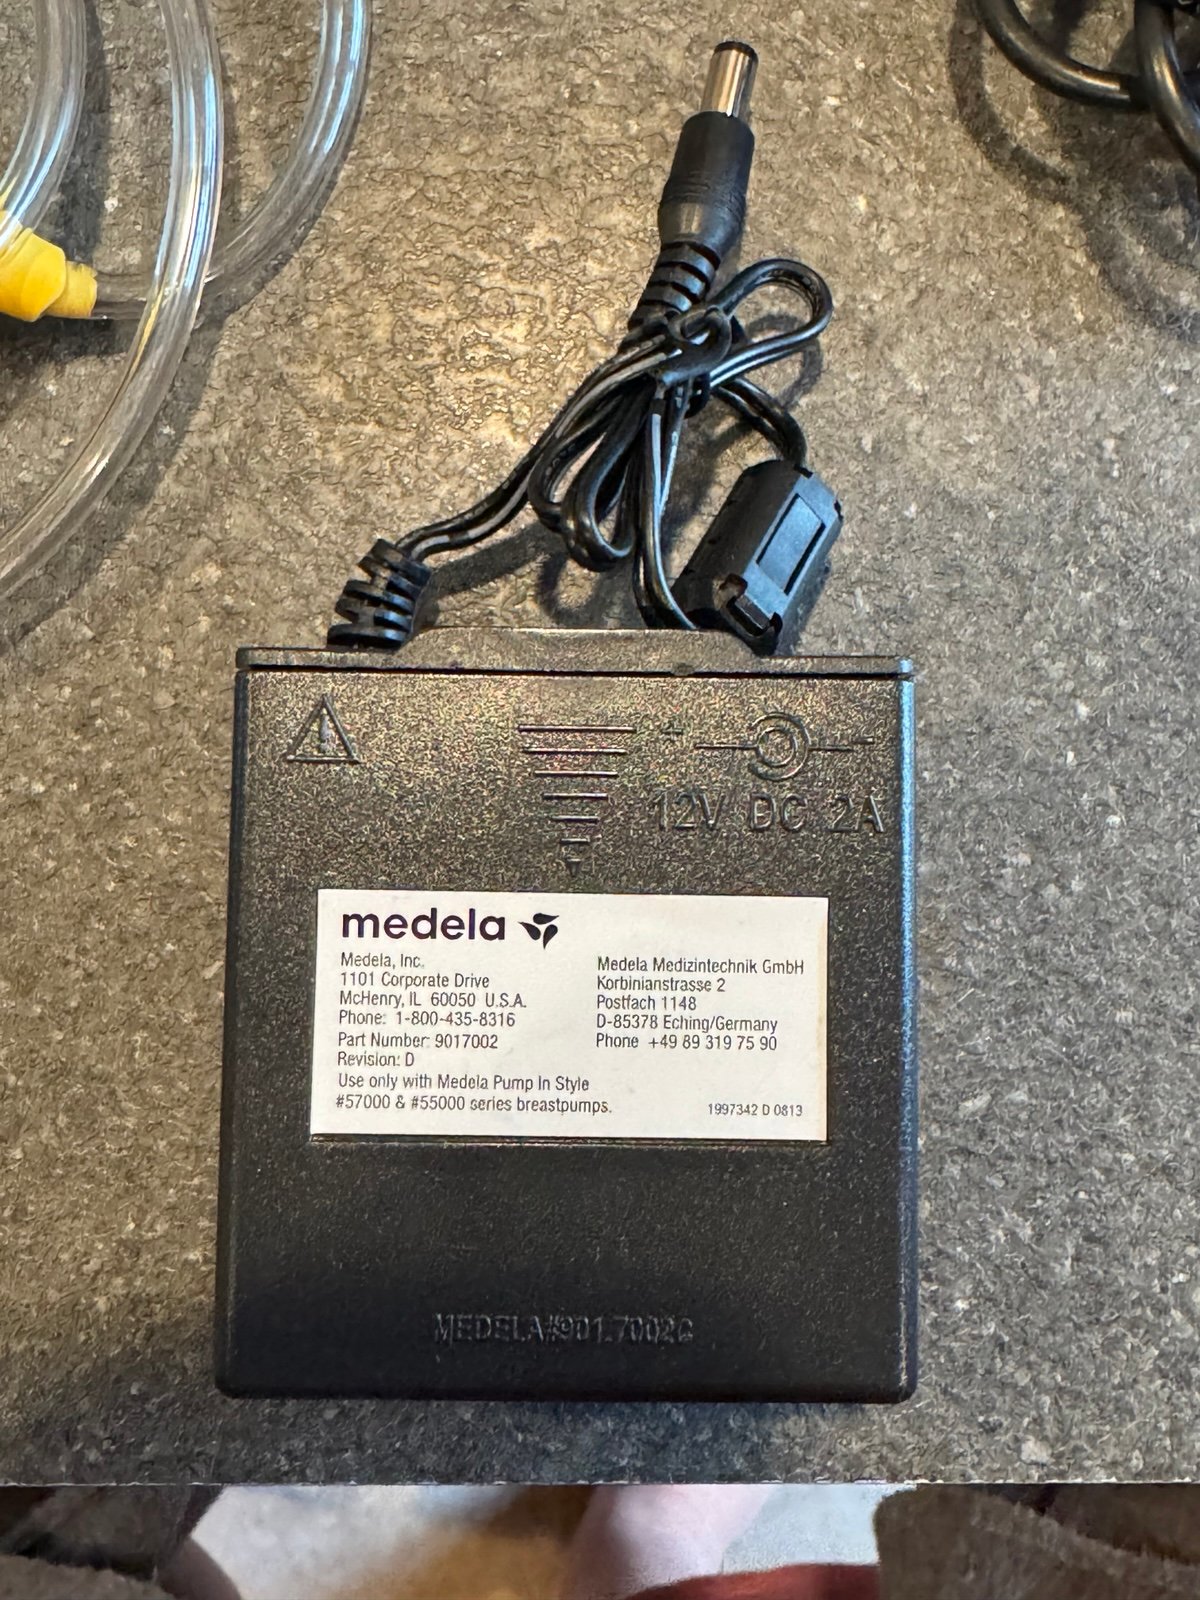 + -
12V DC 2A
medela
Medela, Inc.
1101 Corporate Drive
McHenry, IL 60050 U.S.A.
Phone: 1-800-435-8316
Part Number: 9017002
Revision: D
Use only with Medela Pump In Style
#57000 & #55000 series breastpumps.
Medela Medizintechnik GmbH
Korbinianstrasse 2
Postfach 1148
D-85378 Eching/Germany
Phone +49 89 319 75 90
1997342 D 0813
MEDELA#901.7002C